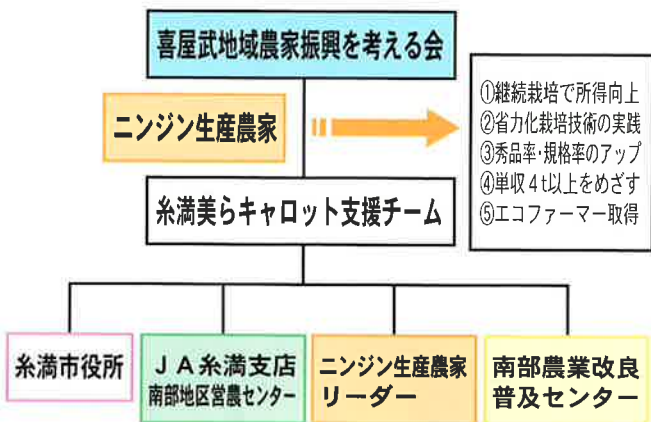 喜屋武地域農家振興を考える会
ニンジン生産農家
①継続栽培で所得向上
②省力化栽培技術の実践
③秀品率・規格率のアップ
④単収4t以上をめざす
⑤エコファーマー取得
糸満美らキャロット支援チーム
糸満市役所
JA糸満支店
南部地区営農センター
ニンジン生産農家
リーダー
南部農業改良
普及センター